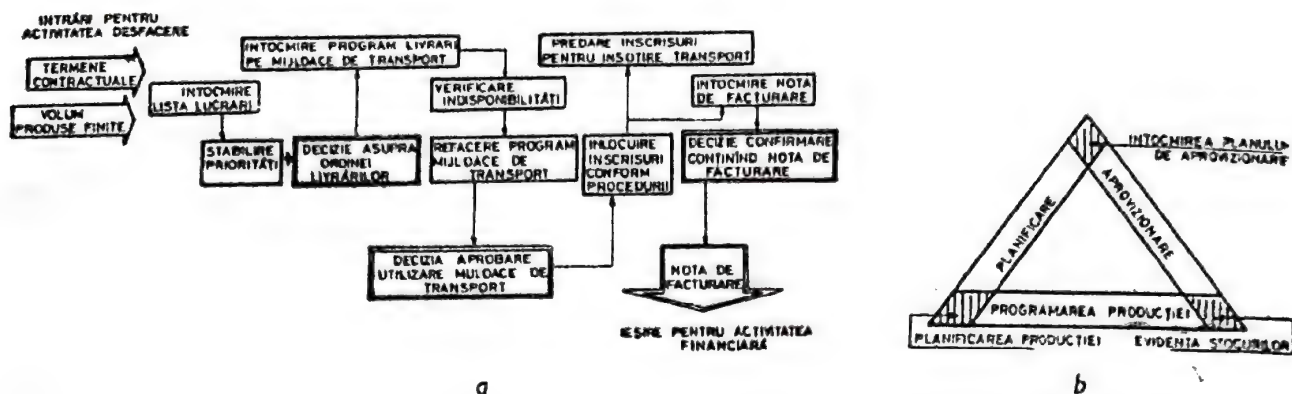 INTRĂRI PENTRU
ACTIVITATEA DESFACERE
TERMENE
CONTRACTUALE
VOLUM
PRODUSE FINITE
INTOCMIRE
LISTA LUCRARI
STABILIRE
PRIORITĂȚI
INTOCMIRE PROGRAM LIVRARI
PE MIJLOACE DE TRANSPORT
DECIZIE ASUPRA
ORDINEI
LIVRĂRILOR
VERIFICARE
INDISPONIBILITĂȚI
REFACERE PROGRAM
MIJLOACE DE
TRANSPORT
DECIZIA APROBARE
UTILIZARE MIJLOACE DE
TRANSPORT
PREDARE INSCRISURI
PENTRU INSOTIRE TRANSPORT
INLOCUIRE
INSCRISURI
CONFORM
PROCEDURII
INTOCMIRE NOTA
DE FACTURARE
DECIZIE CONFIRMARE
CONTININD NOTA DE
FACTURARE
NOTA DE
FACTURARE
IEȘIRE PENTRU ACTIVITATEA
FINANCIARĂ
a
INTOCMIREA PLANULUI
DE APROVIZIONARE
PLANIFICARE
APROVIZIONARE
PROGRAMAREA PRODUCȚIEI
PLANIFICAREA PRODUCȚIEI
EVIDENȚA STOCURILOR
b